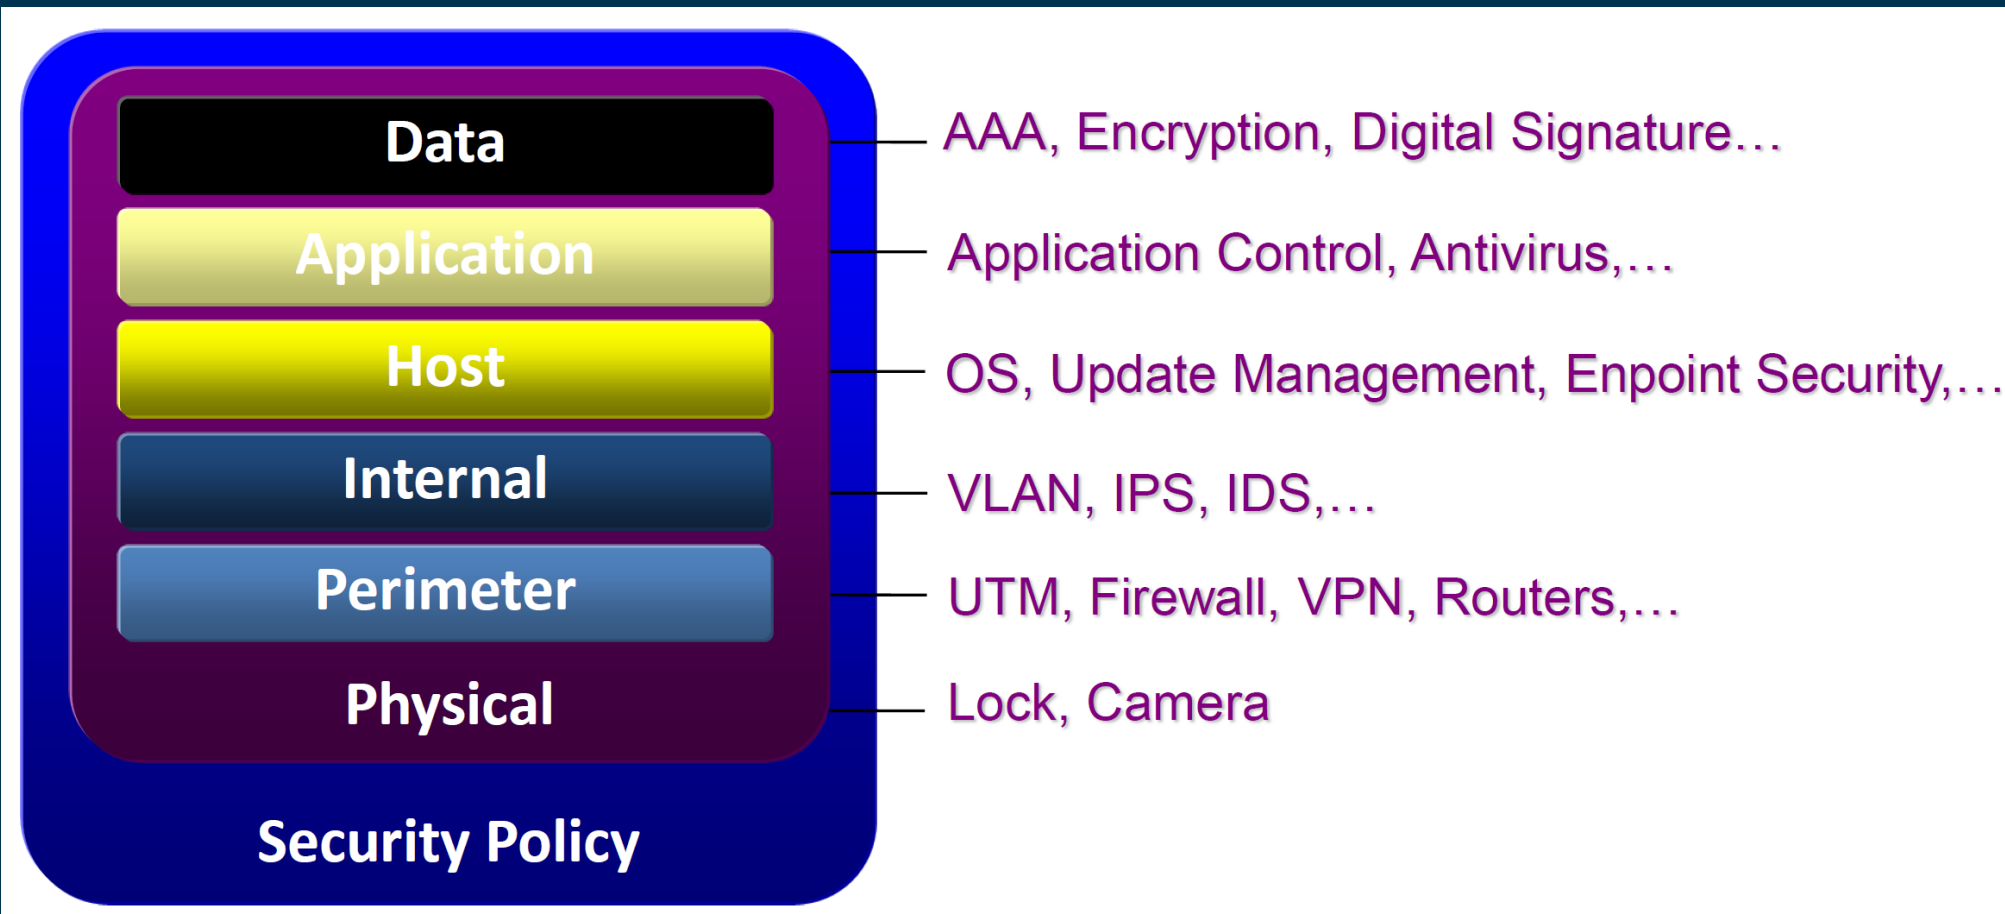 Data
AAA, Encryption, Digital Signature…
Application
Application Control, Antivirus,…
Host
OS, Update Management, Enpoint Security,…
Internal
VLAN, IPS, IDS,…
Perimeter
UTM, Firewall, VPN, Routers,…
Physical
Lock, Camera
Security Policy